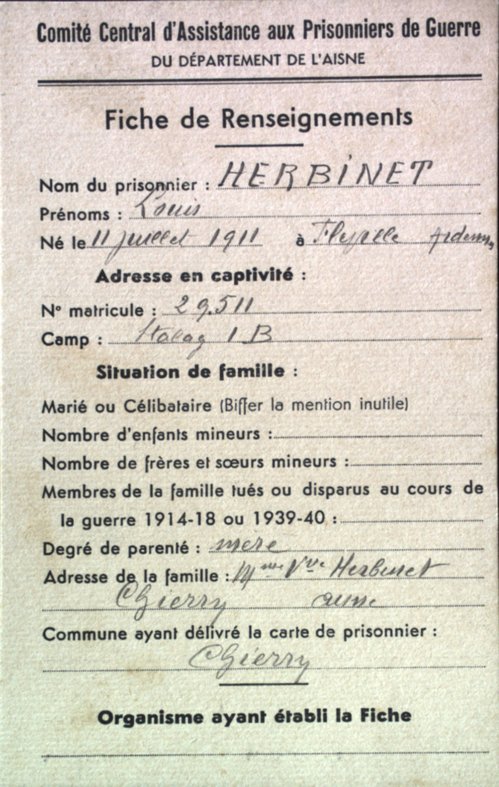 Comité Central d'Assistance aux Prisonniers de Guerre
DU DÉPARTEMENT DE L'AISNE
Fiche de Renseignements
Nom du prisonnier : HERBINET
Prénoms : Louis
Né le 11 juillet 1911 à Ardennes
Adresse en captivité :
N° matricule : 29.511
Camp : Stalag I B
Situation de famille :
Marié ou Célibataire (Biffer la mention inutile)
Nombre d'enfants mineurs :
Nombre de frères et sœurs mineurs :
Membres de la famille tués ou disparus au cours de
la guerre 1914-18 ou 1939-40 :
Degré de parenté : mère
Adresse de la famille : Mme Vve Herbinet
Chierry Aisne
Commune ayant délivré la carte de prisonnier :
Chierry
Organisme ayant établi la Fiche